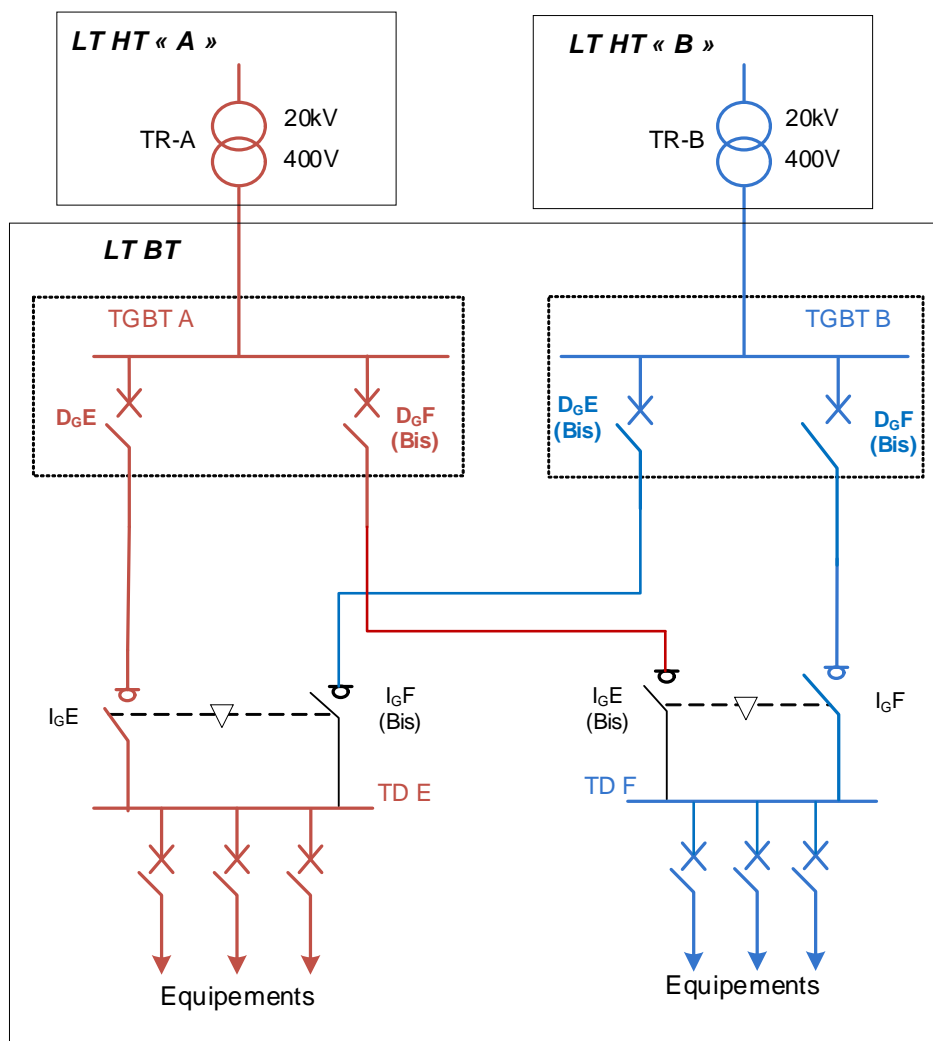 LT HT « A »
20kV
TR-A
400V
LT HT « B »
20kV
TR-B
400V
LT BT
TGBT A
TGBT B
DGE
DGF
(Bis)
DGE
(Bis)
DGF
(Bis)
IGE
IGF
(Bis)
IGE
(Bis)
IGF
TD E
TD F
Equipements
Equipements